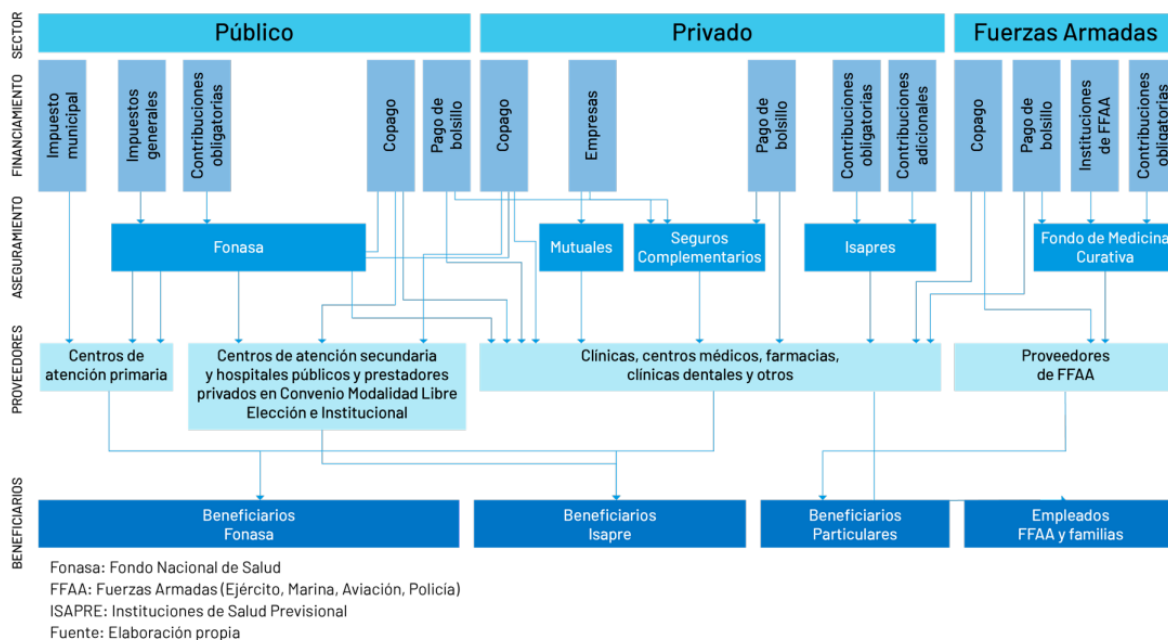 SECTOR
Público
Privado
Fuerzas Armadas
FINANCIAMIENTO
Impuesto
municipal
Impuestos
generales
Contribuciones
obligatorias
Copago
Pago de
bolsillo
Copago
Empresas
Pago de
bolsillo
Contribuciones
obligatorias
Contribuciones
adicionales
Copago
Pago de
bolsillo
Instituciones
de FFAA
Contribuciones
obligatorias
ASEGURAMIENTO
Fonasa
Mutuales
Seguros
Complementarios
Isapres
Fondo de Medicina
Curativa
PROVEEDORES
Centros de
atención primaria
Centros de atención secundaria
y hospitales públicos y prestadores
privados en Convenio Modalidad Libre
Elección e Institucional
Clínicas, centros médicos, farmacias,
clínicas dentales y otros
Proveedores
de FFAA
BENEFICIARIOS
Beneficiarios
Fonasa
Beneficiarios
Isapre
Beneficiarios
Particulares
Empleados
FFAA y familias
Fonasa: Fondo Nacional de Salud
FFAA: Fuerzas Armadas (Ejército, Marina, Aviación, Policía)
ISAPRE: Instituciones de Salud Previsional
Fuente: Elaboración propia